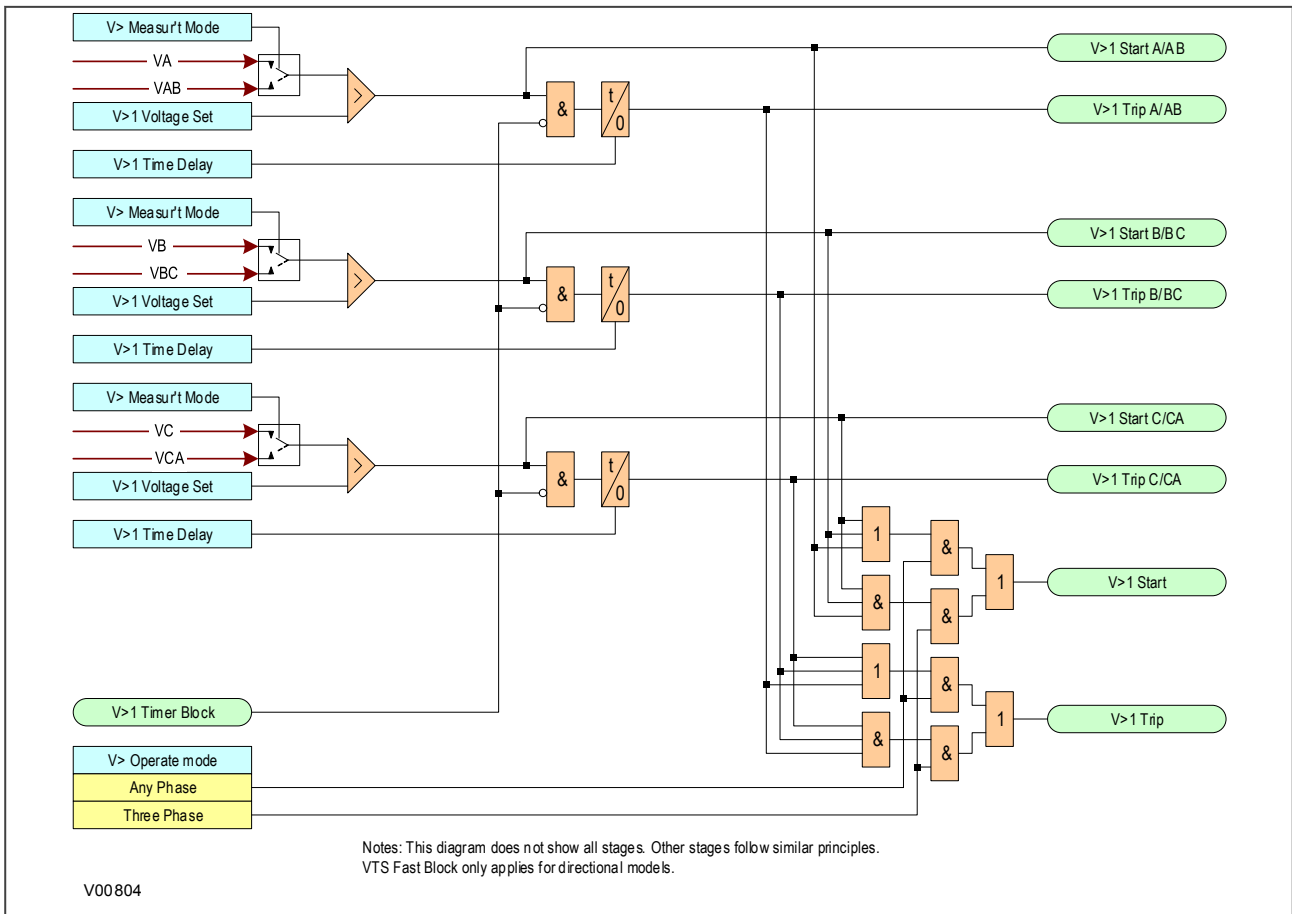 V> Measur't Mode
V>1 Start A/AB
VA
VAB
>
&
t
0
V>1 Voltage Set
V>1 Trip A/AB
V>1 Time Delay
V> Measur't Mode
V>1 Start B/BC
VB
VBC
>
&
t
0
V>1 Voltage Set
V>1 Trip B/BC
V>1 Time Delay
V> Measur't Mode
V>1 Start C/CA
VC
VCA
>
&
t
0
V>1 Voltage Set
V>1 Trip C/CA
V>1 Time Delay
1
&
1
V>1 Start
&
&
1
&
1
V>1 Trip
&
&
V>1 Timer Block
V> Operate mode
Any Phase
Three Phase
Notes: This diagram does not show all stages. Other stages follow similar principles.
VTS Fast Block only applies for directional models.
V00804